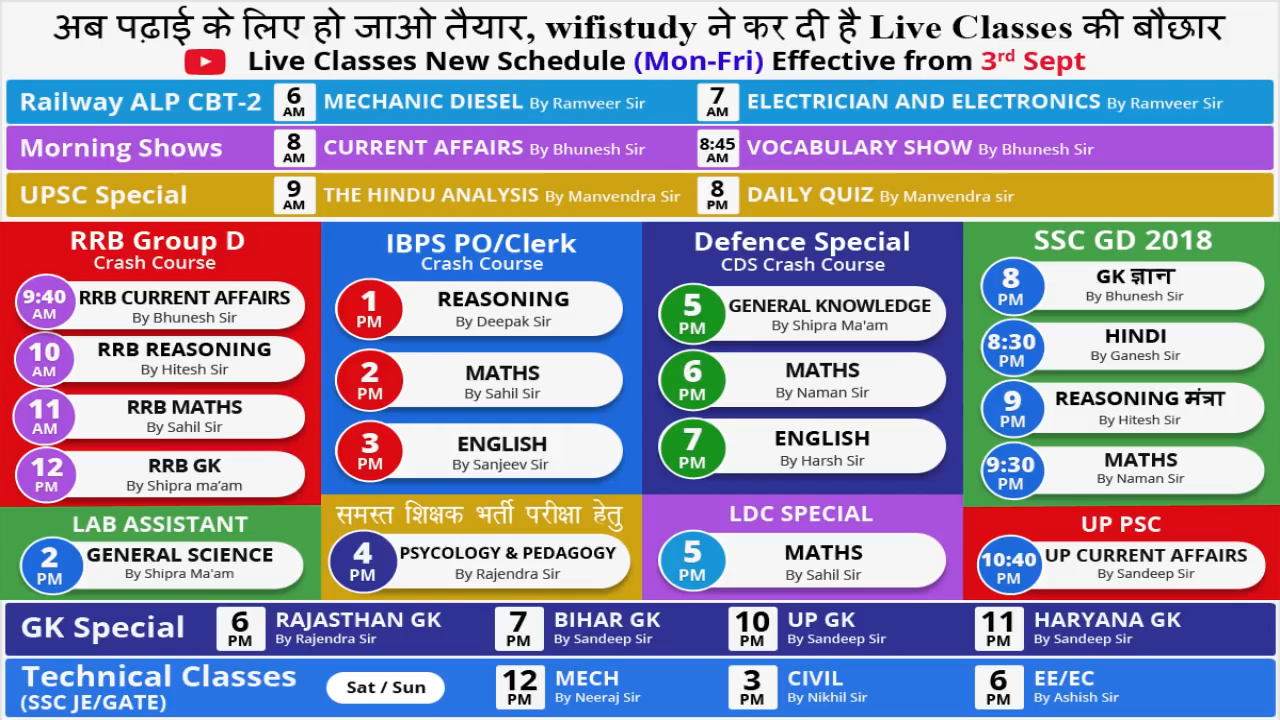 अब पढ़ाई के लिए हो जाओ तैयार, wifistudy ने कर दी है Live Classes की बौछार
Live Classes New Schedule (Mon-Fri) Effective from 3rd Sept
Railway ALP CBT-2 6 AM MECHANIC DIESEL By Ramveer Sir 7 AM ELECTRICIAN AND ELECTRONICS By Ramveer Sir
Morning Shows 8 AM CURRENT AFFAIRS By Bhunesh Sir 8:45 AM VOCABULARY SHOW By Bhunesh Sir
UPSC Special 9 AM THE HINDU ANALYSIS By Manvendra Sir 8 PM DAILY QUIZ By Manvendra sir
RRB Group D
Crash Course
9:40 AM RRB CURRENT AFFAIRS
By Bhunesh Sir
10 AM RRB REASONING
By Hitesh Sir
11 AM RRB MATHS
By Sahil Sir
12 PM RRB GK
By Shipra ma'am
IBPS PO/Clerk
Crash Course
1 PM REASONING
By Deepak Sir
2 PM MATHS
By Sahil Sir
3 PM ENGLISH
By Sanjeev Sir
Defence Special
CDS Crash Course
5 PM GENERAL KNOWLEDGE
By Shipra Ma'am
6 PM MATHS
By Naman Sir
7 PM ENGLISH
By Harsh Sir
SSC GD 2018
8 PM GK ज्ञान
By Bhunesh Sir
8:30 PM HINDI
By Ganesh Sir
9 PM REASONING मंत्रा
By Hitesh Sir
9:30 PM MATHS
By Naman Sir
LAB ASSISTANT
2 PM GENERAL SCIENCE
By Shipra Ma'am
समस्त शिक्षक भर्ती परीक्षा हेतु
4 PM PSYCOLOGY & PEDAGOGY
By Rajendra Sir
LDC SPECIAL
5 PM MATHS
By Sahil Sir
UP PSC
10:40 PM UP CURRENT AFFAIRS
By Sandeep Sir
GK Special 6 PM RAJASTHAN GK By Rajendra Sir 7 PM BIHAR GK By Sandeep Sir 10 PM UP GK By Sandeep Sir 11 PM HARYANA GK By Sandeep Sir
Technical Classes (SSC JE/GATE) Sat / Sun 12 PM MECH By Neeraj Sir 3 PM CIVIL By Nikhil Sir 6 PM EE/EC By Ashish Sir